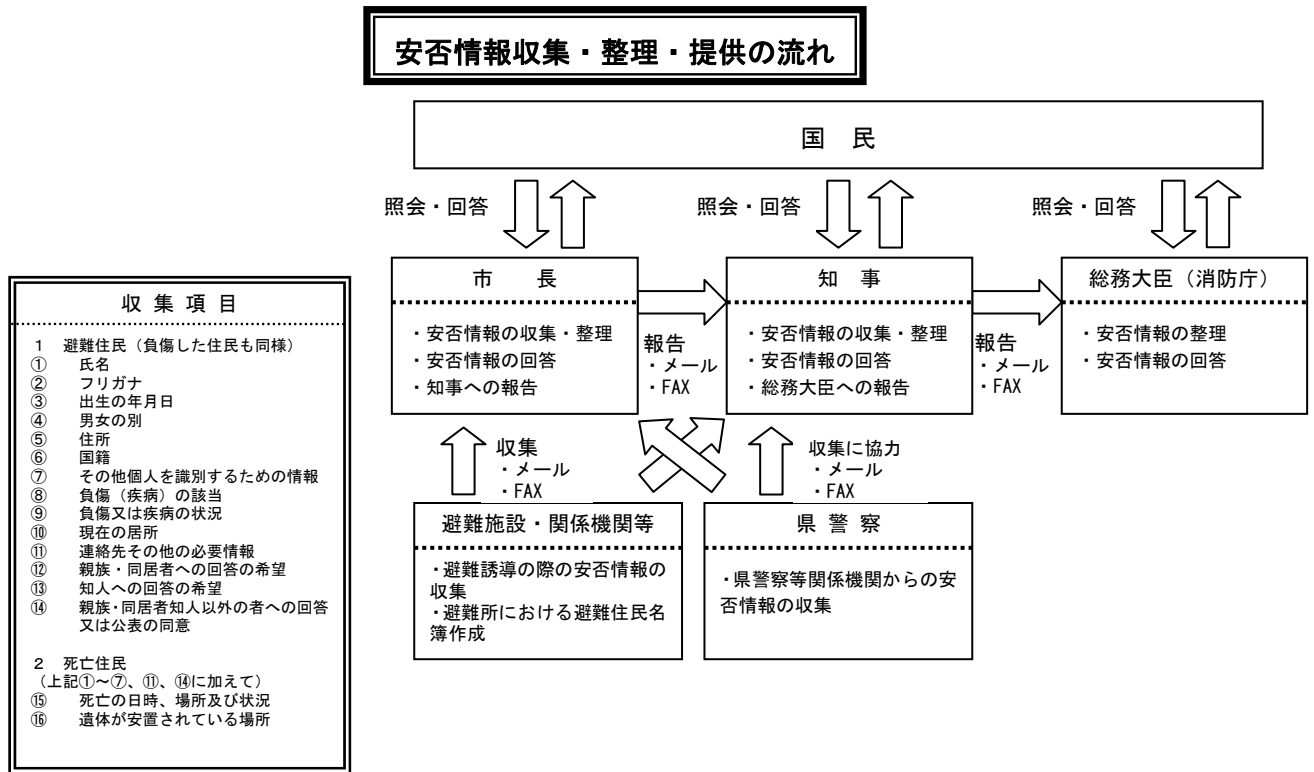 安否情報収集・整理・提供の流れ
国 民
照会・回答
照会・回答
照会・回答
市 長
・安否情報の収集・整理
・安否情報の回答
・知事への報告
報告
・メール
・FAX
知 事
・安否情報の収集・整理
・安否情報の回答
・総務大臣への報告
報告
・メール
・FAX
総務大臣（消防庁）
・安否情報の整理
・安否情報の回答
収集
・メール
・FAX
収集に協力
・メール
・FAX
避難施設・関係機関等
・避難誘導の際の安否情報の
収集
・避難所における避難住民名
簿作成
県 警 察
・県警察等関係機関からの安
否情報の収集
収 集 項 目
1 避難住民（負傷した住民も同様）
① 氏名
② フリガナ
③ 出生の年月日
④ 男女の別
⑤ 住所
⑥ 国籍
⑦ その他個人を識別するための情報
⑧ 負傷（疾病）の該当
⑨ 負傷又は疾病の状況
⑩ 現在の居所
⑪ 連絡先その他の必要情報
⑫ 親族・同居者への回答の希望
⑬ 知人への回答の希望
⑭ 親族・同居者知人以外の者への回答
又は公表の同意
2 死亡住民
（上記①～⑦、⑪、⑭に加えて）
⑮ 死亡の日時、場所及び状況
⑯ 遺体が安置されている場所